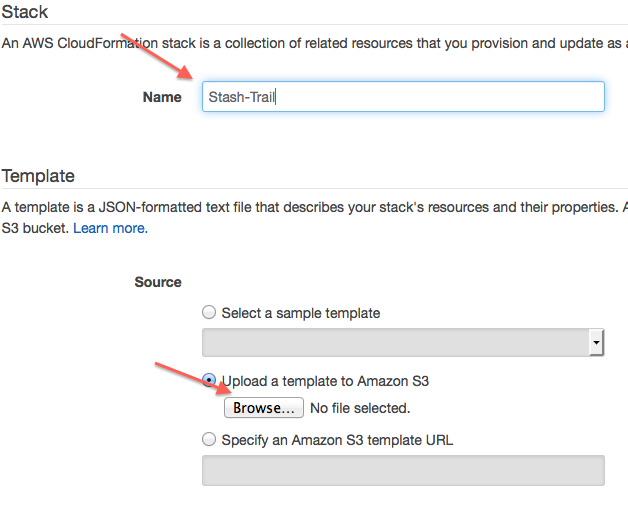 Stack
An AWS CloudFormation stack is a collection of related resources that you provision and update as a
Name Stash-Trail
Template
A template is a JSON-formatted text file that describes your stack's resources and their properties. A
S3 bucket. Learn more.
Source
Select a sample template
Upload a template to Amazon S3
Browse... No file selected.
Specify an Amazon S3 template URL